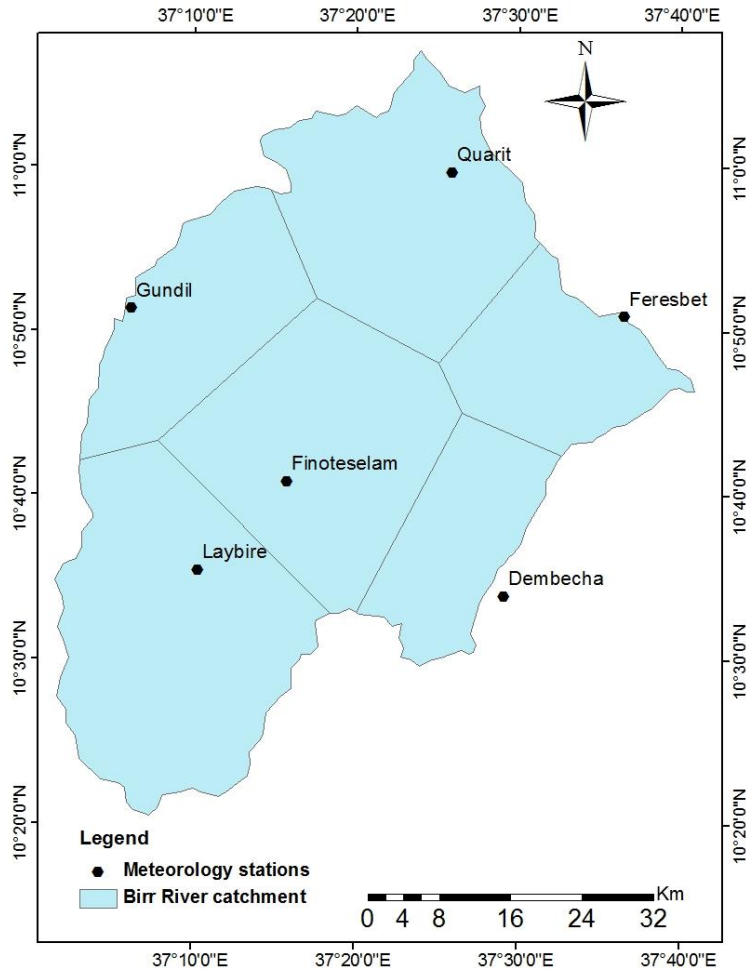 37°10'0"E 37°20'0"E 37°30'0"E 37°40'0"E
N
11°0'0"N
11°0'0"N
Quarit
Gundil
Feresbet
10°50'0"N
10°50'0"N
Finoteselam
10°40'0"N
10°40'0"N
Laybire
Dembecha
10°30'0"N
10°30'0"N
10°20'0"N
10°20'0"N
Legend
Meteorology stations
Birr River catchment
Km
0 4 8 16 24 32
37°10'0"E 37°20'0"E 37°30'0"E 37°40'0"E